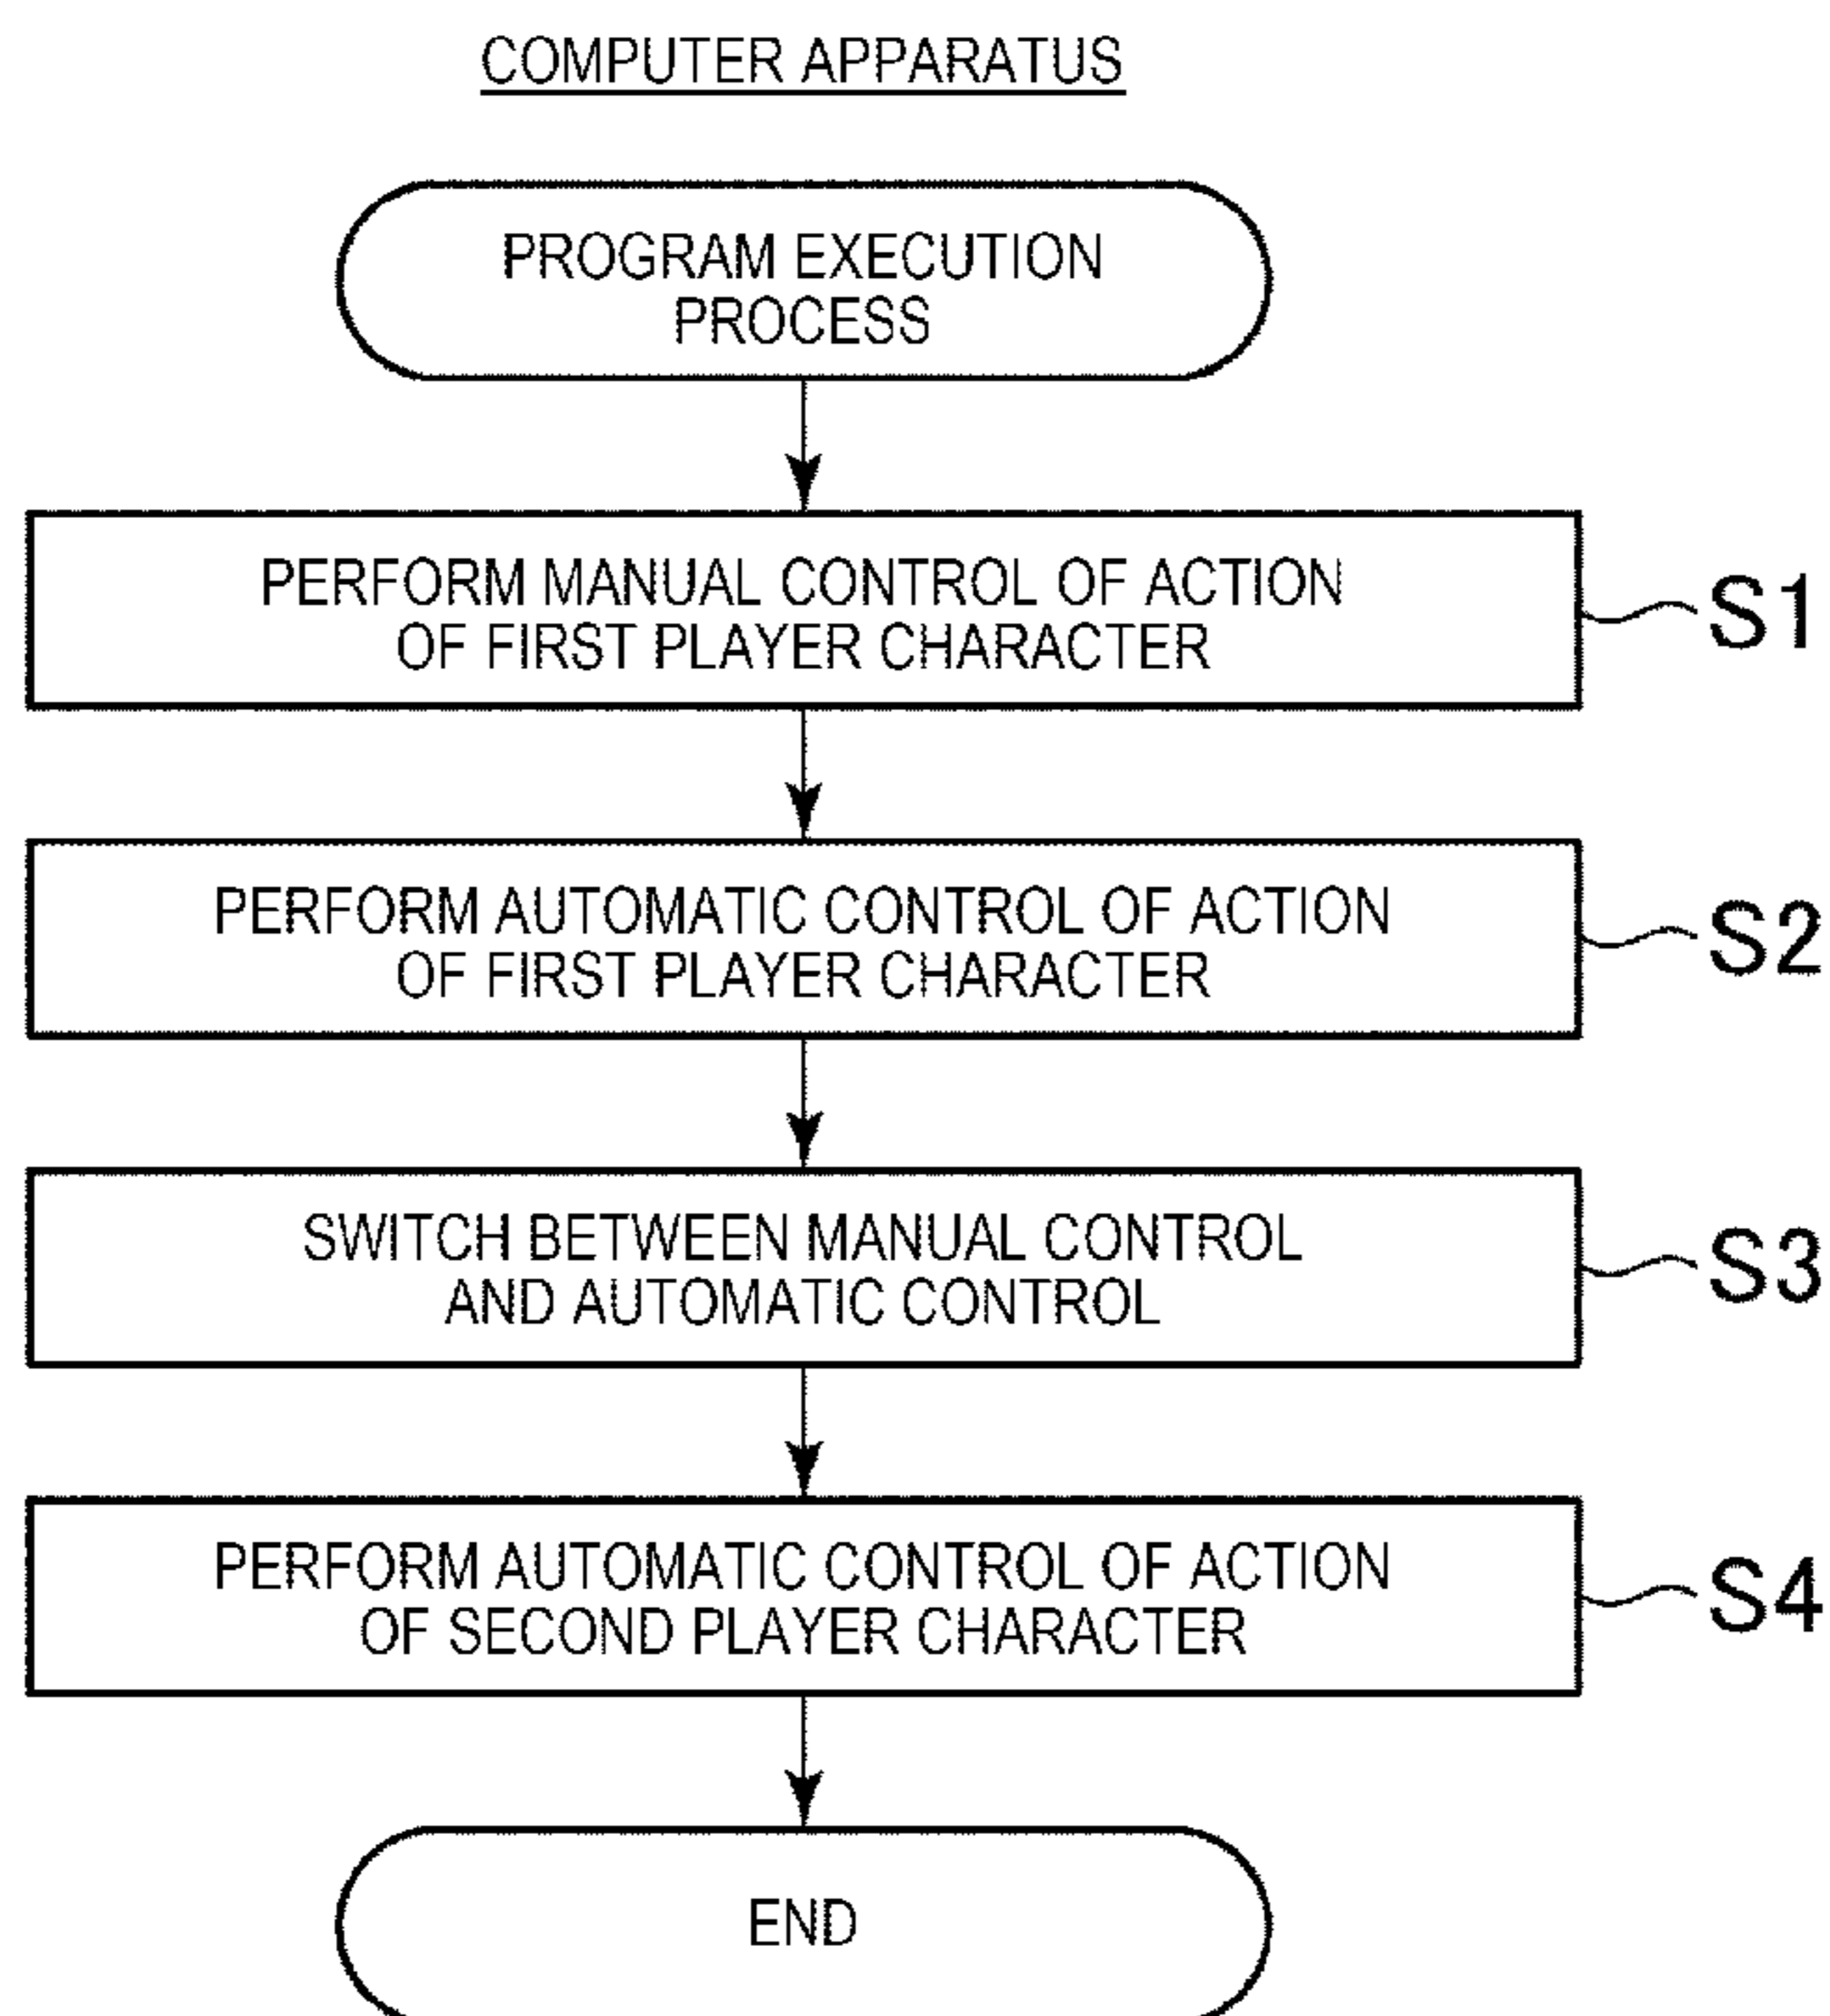 COMPUTER APPARATUS
PROGRAM EXECUTION
PROCESS
PERFORM MANUAL CONTROL OF ACTION
OF FIRST PLAYER CHARACTER
S1
PERFORM AUTOMATIC CONTROL OF ACTION
OF FIRST PLAYER CHARACTER
S2
SWITCH BETWEEN MANUAL CONTROL
AND AUTOMATIC CONTROL
S3
PERFORM AUTOMATIC CONTROL OF ACTION
OF SECOND PLAYER CHARACTER
S4
END